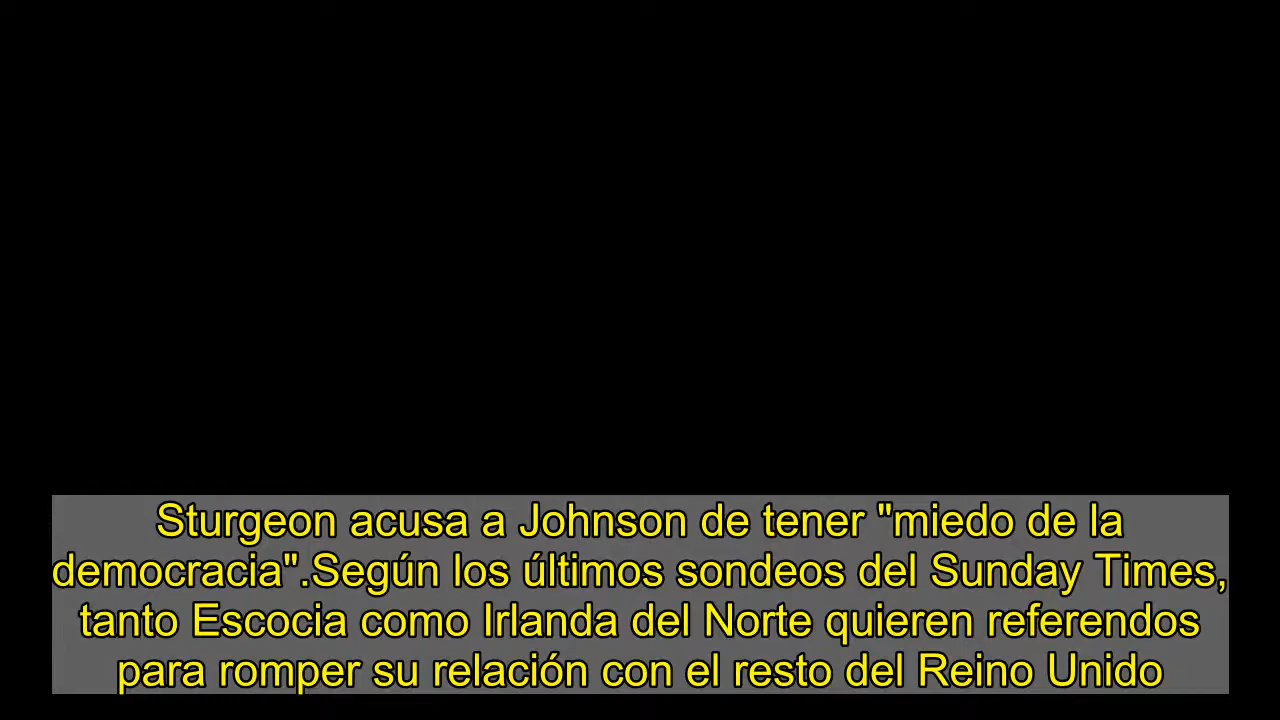 Sturgeon acusa a Johnson de tener "miedo de la
democracia".Según los últimos sondeos del Sunday Times,
tanto Escocia como Irlanda del Norte quieren referendos
para romper su relación con el resto del Reino Unido